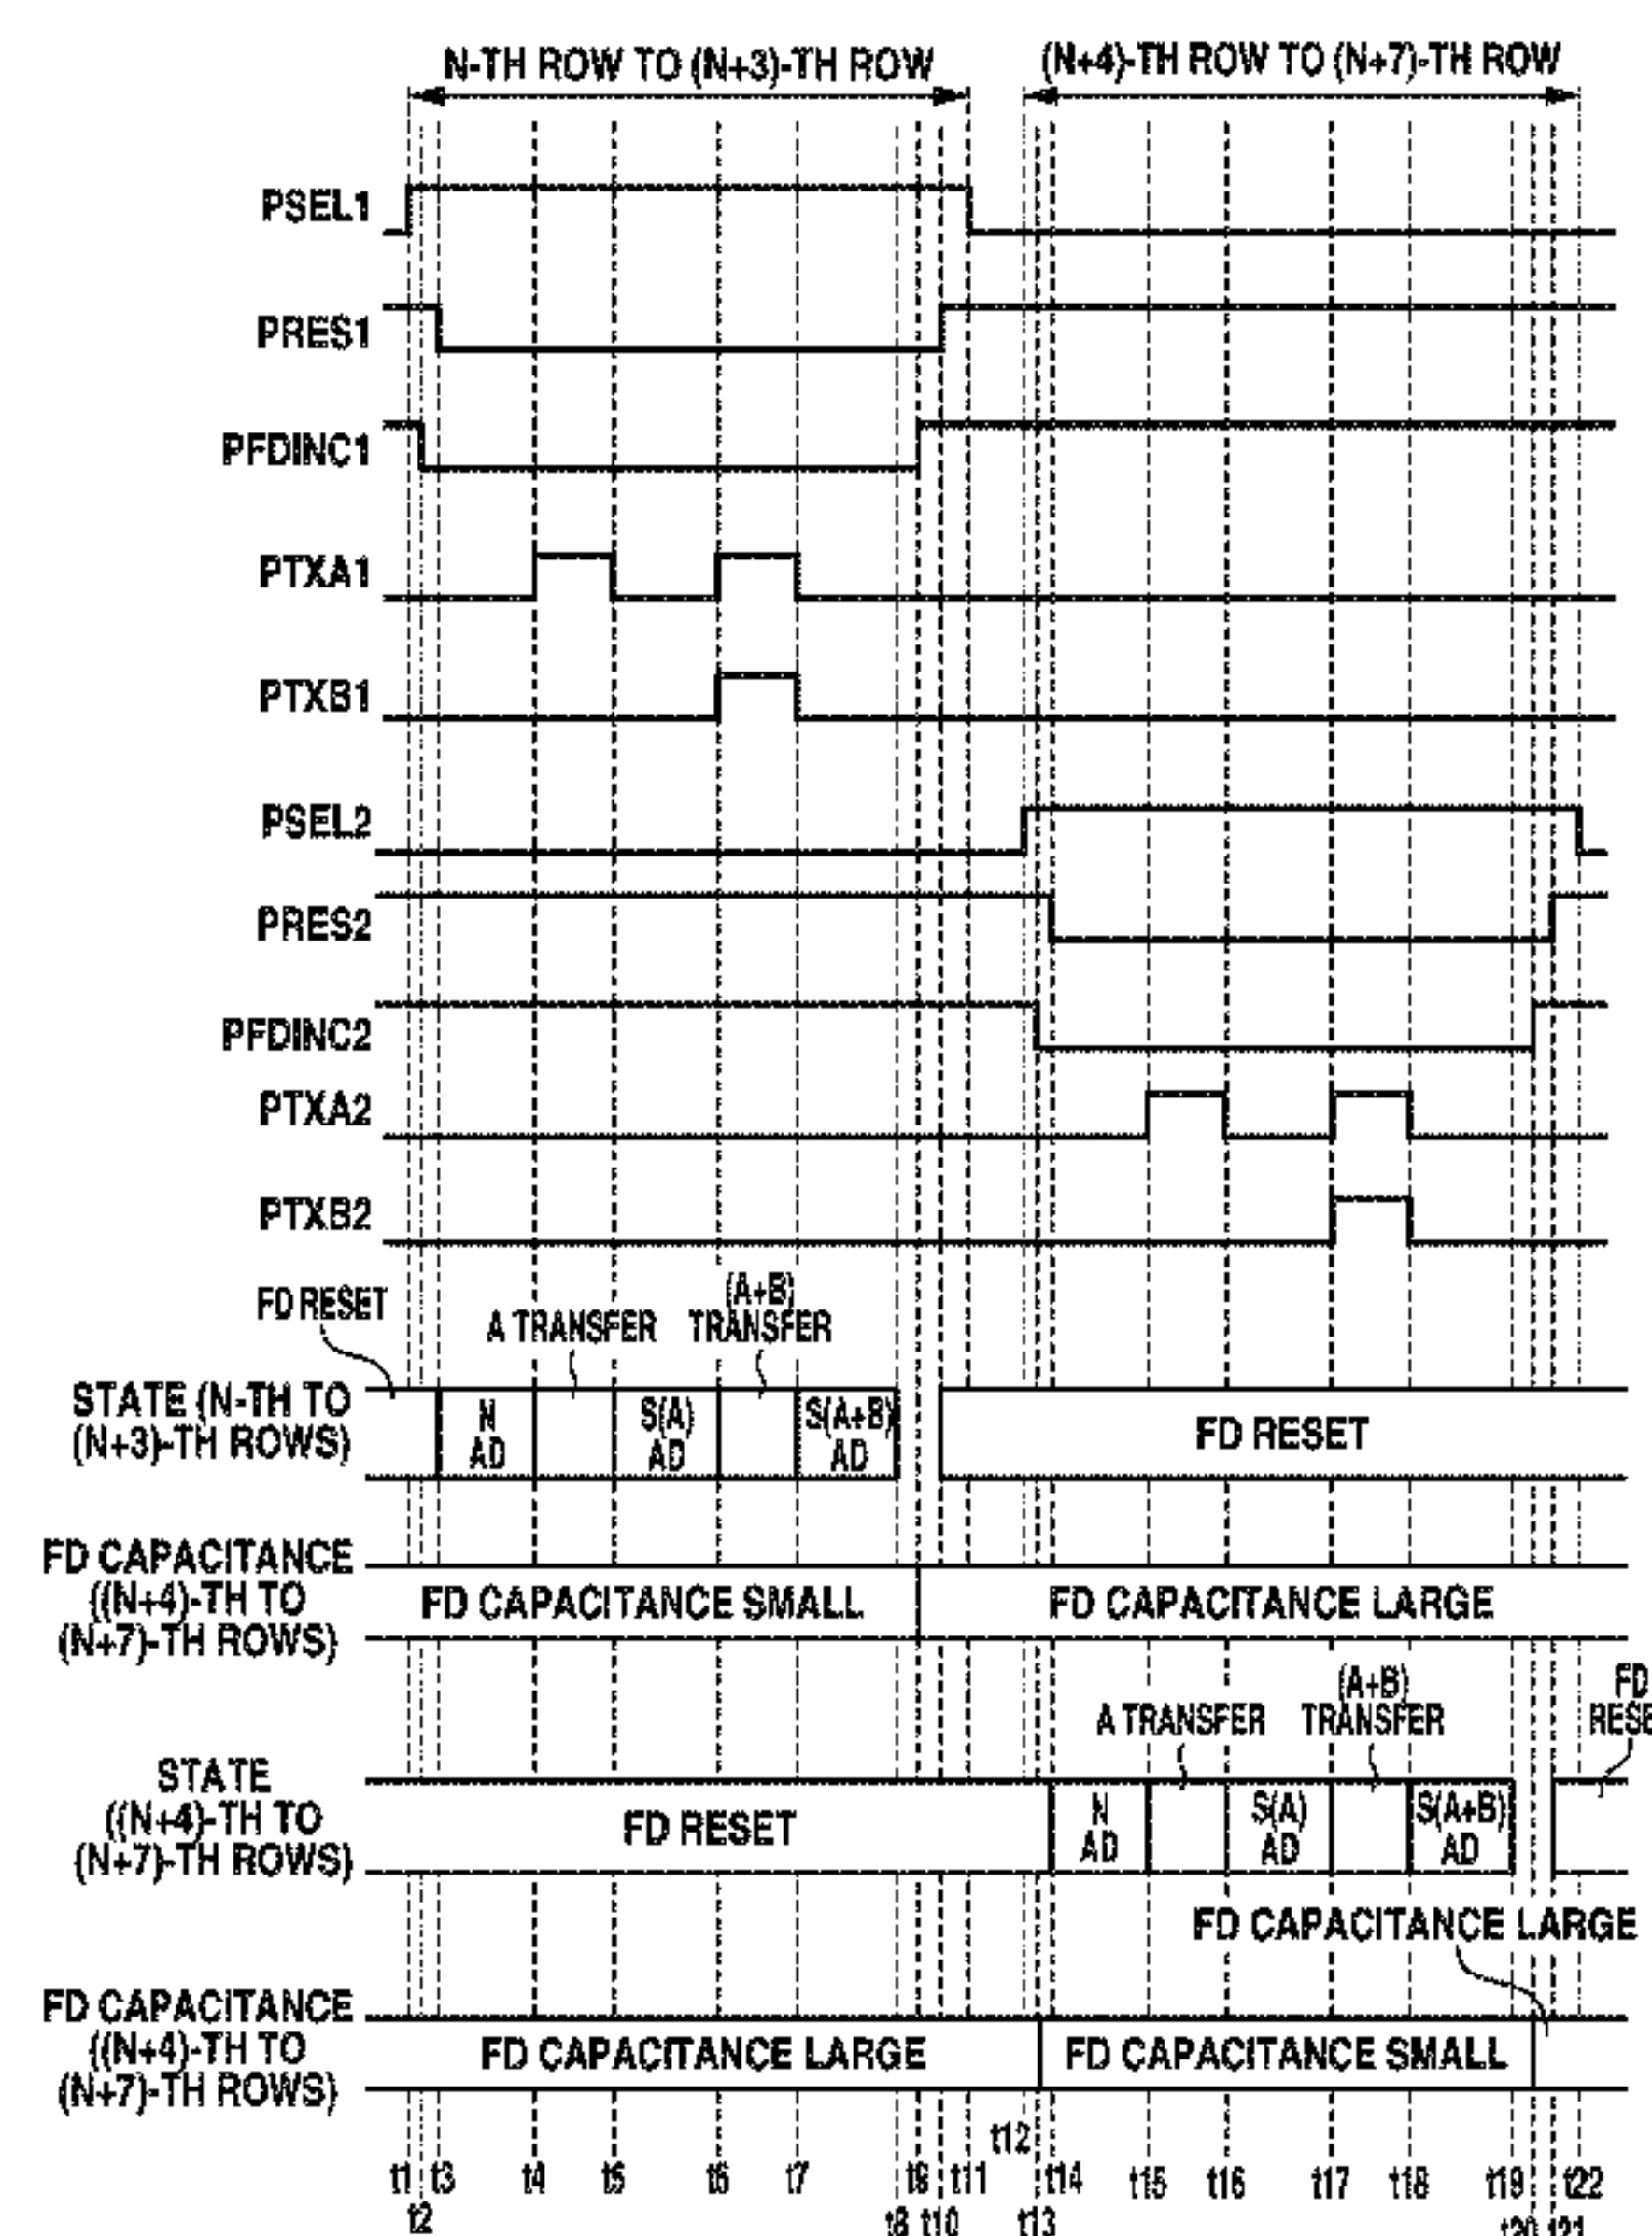 N-TH ROW TO (N+3)-TH ROW
(N+4)-TH ROW TO (N+7)-TH ROW
PSEL1
PRES1
PFDINC1
PTXA1
PTXB1
PSEL2
PRES2
PFDINC2
PTXA2
PTXB2
FD RESET
A TRANSFER
(A+B)
TRANSFER
STATE (N-TH TO
(N+3)-TH ROWS)
N
AD
S(A)
AD
S(A+B)
AD
FD RESET
FD CAPACITANCE
((N+4)-TH TO
(N+7)-TH ROWS)
FD CAPACITANCE SMALL
FD CAPACITANCE LARGE
A TRANSFER
(A+B)
TRANSFER
FD
STATE
((N+4)-TH TO
(N+7)-TH ROWS)
FD RESET
N
AD
S(A)
AD
S(A+B)
AD
FD CAPACITANCE LARGE
FD CAPACITANCE
((N+4)-TH TO
(N+7)-TH ROWS)
FD CAPACITANCE LARGE
FD CAPACITANCE SMALL
t12
t1 t3 t4 t5 t6 t7 t11 t14 t15 t16 t17 t18 t19 t22
t2 t10 t13